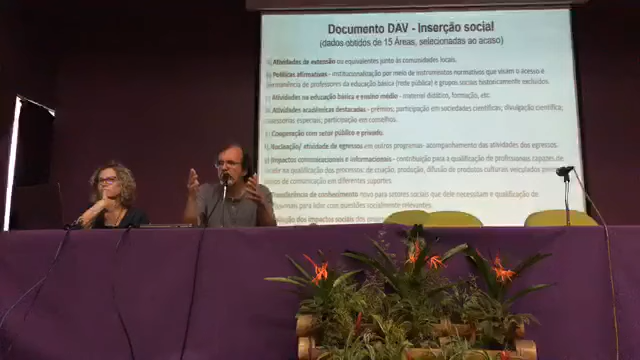 Documento DAV - Inserção social
(dados obtidos de 15 Áreas, selecionadas ao acaso)
Atividades de extensão ou equivalentes junto às comunidades locais.
Políticas afirmativas - institucionalização por meio de instrumentos normativos que visam o acesso e
permanência de professores da educação básica (rede pública) e grupos sociais historicamente excluídos.
Atividades na educação básica e ensino médio - material didático, formação, etc.
Atividades acadêmicas destacadas - prêmios; participação em sociedades científicas; divulgação científica;
assessorias especiais; participação em conselhos.
Cooperação com setor público e privado.
Nucleação/ atividade de egressos em outros programas- acompanhamento das atividades dos egressos.
Impactos comunicacionais e informacionais - contribuição para a qualificação de profissionais capazes de
na qualificação dos processos: de criação, produção, difusão de produtos culturais veiculados
de comunicação em diferentes suportes.
Transferência de conhecimento novo para setores sociais que dele necessitam e qualificação de
para lidar com questões socialmente relevantes.
dos impactos sociais dos